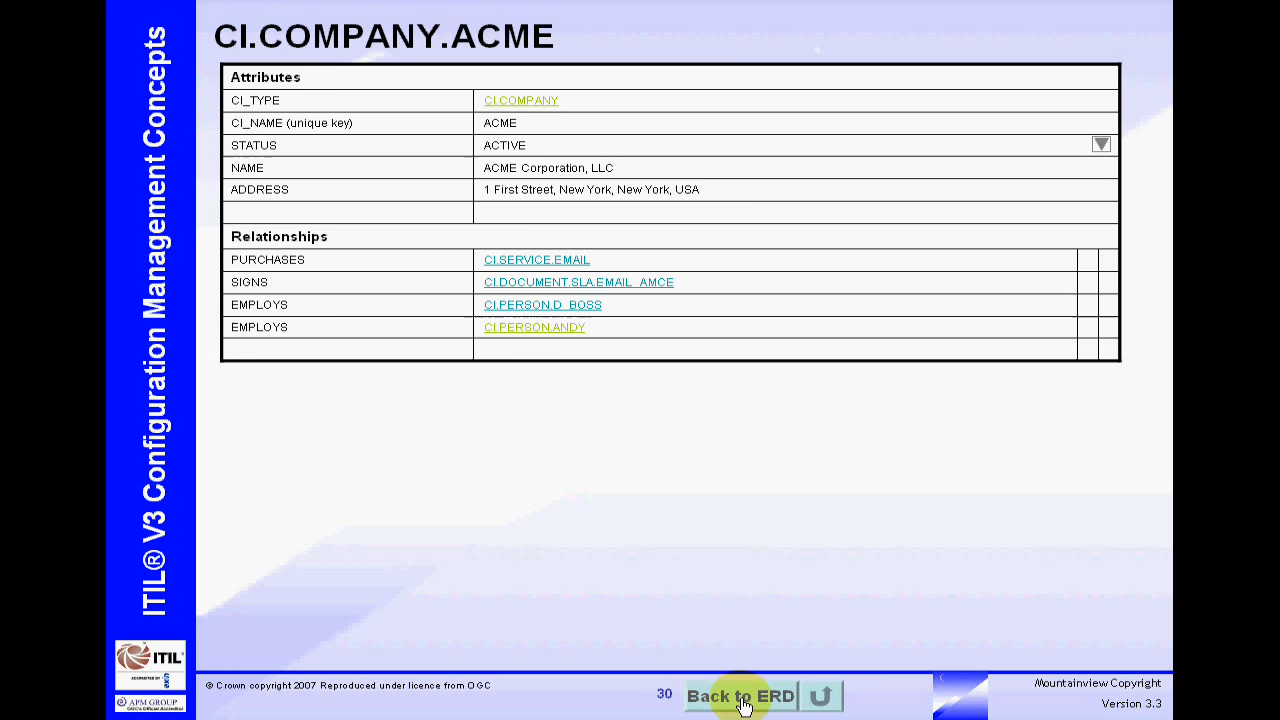 CI.COMPANY.ACME
Attributes
CI_TYPE CI.COMPANY
CI_NAME (unique key) ACME
STATUS ACTIVE
NAME ACME Corporation, LLC
ADDRESS 1 First Street, New York, New York, USA
Relationships
PURCHASES CI.SERVICE.EMAIL
SIGNS CI.DOCUMENT.SLA.EMAIL_AMCE
EMPLOYS CI.PERSON.D_BOSS
EMPLOYS CI.PERSON.ANDY
ITIL® V3 Configuration Management Concepts
ITIL®
ACCREDITED BY
exin
APM GROUP
© Crown copyright 2007 Reproduced under licence from OGC
30
Back to ERD
Mountainview Copyright
Version 3.3